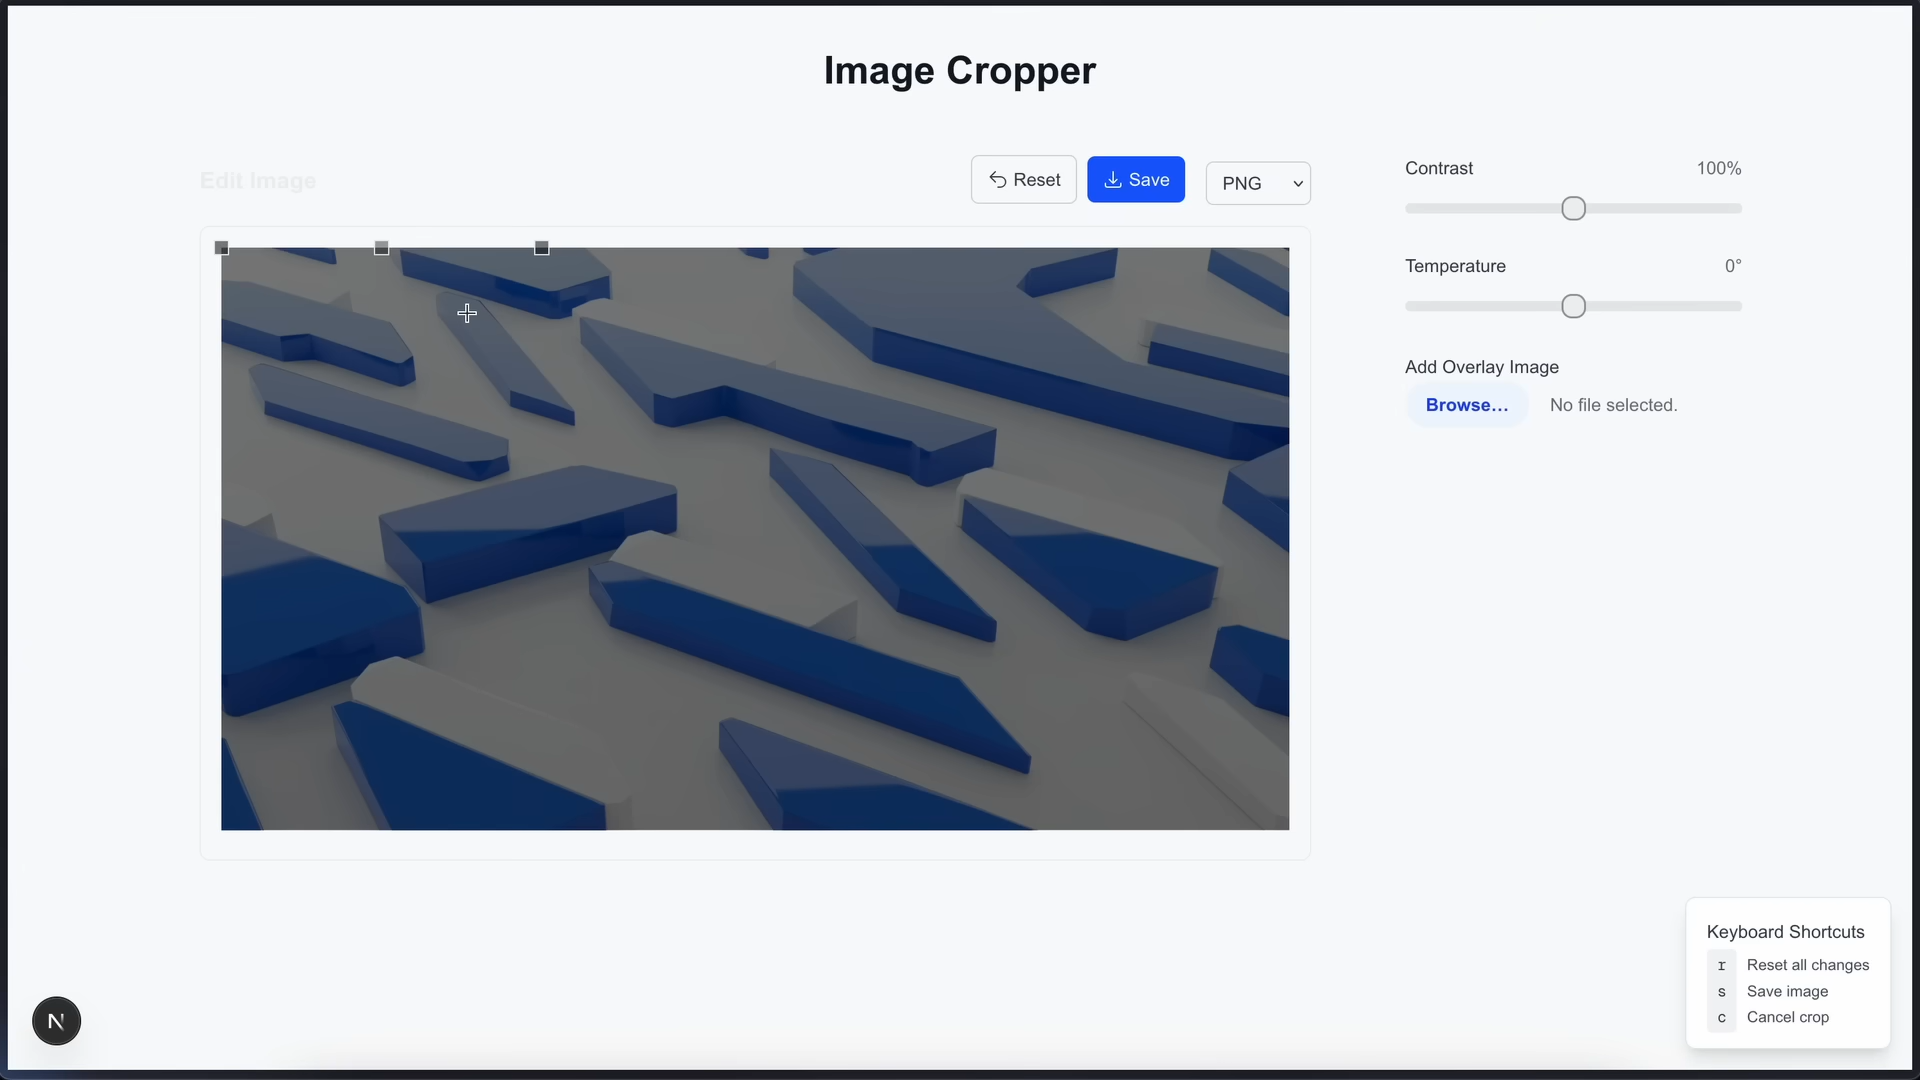 Image Cropper
Edit Image
Reset
Save
PNG
Contrast
100%
Temperature
0°
Add Overlay Image
Browse...
No file selected.
Keyboard Shortcuts
r Reset all changes
s Save image
c Cancel crop
N